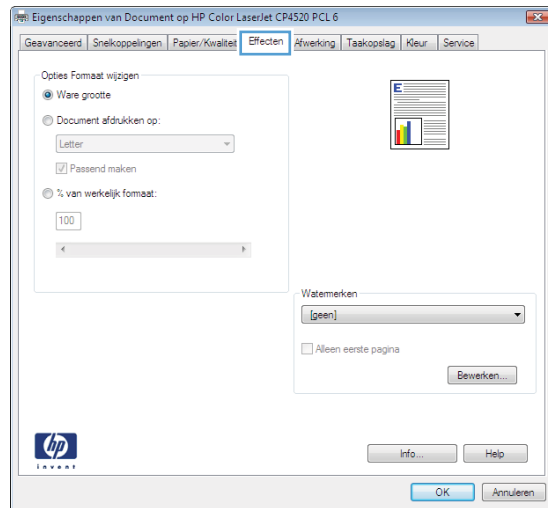 Eigenschappen van Document op HP Color LaserJet CP4520 PCL 6
Geavanceerd Snelkoppelingen Papier/Kwaliteit Effecten Afwerking Taakopslag Kleur Service
Opties Formaat wijzigen
Ware grootte
Document afdrukken op:
Letter
Passend maken
% van werkelijk formaat:
100
E
Watermerken
[geen]
Alleen eerste pagina
Bewerken...
hp
invent
Info... Help
OK Annuleren